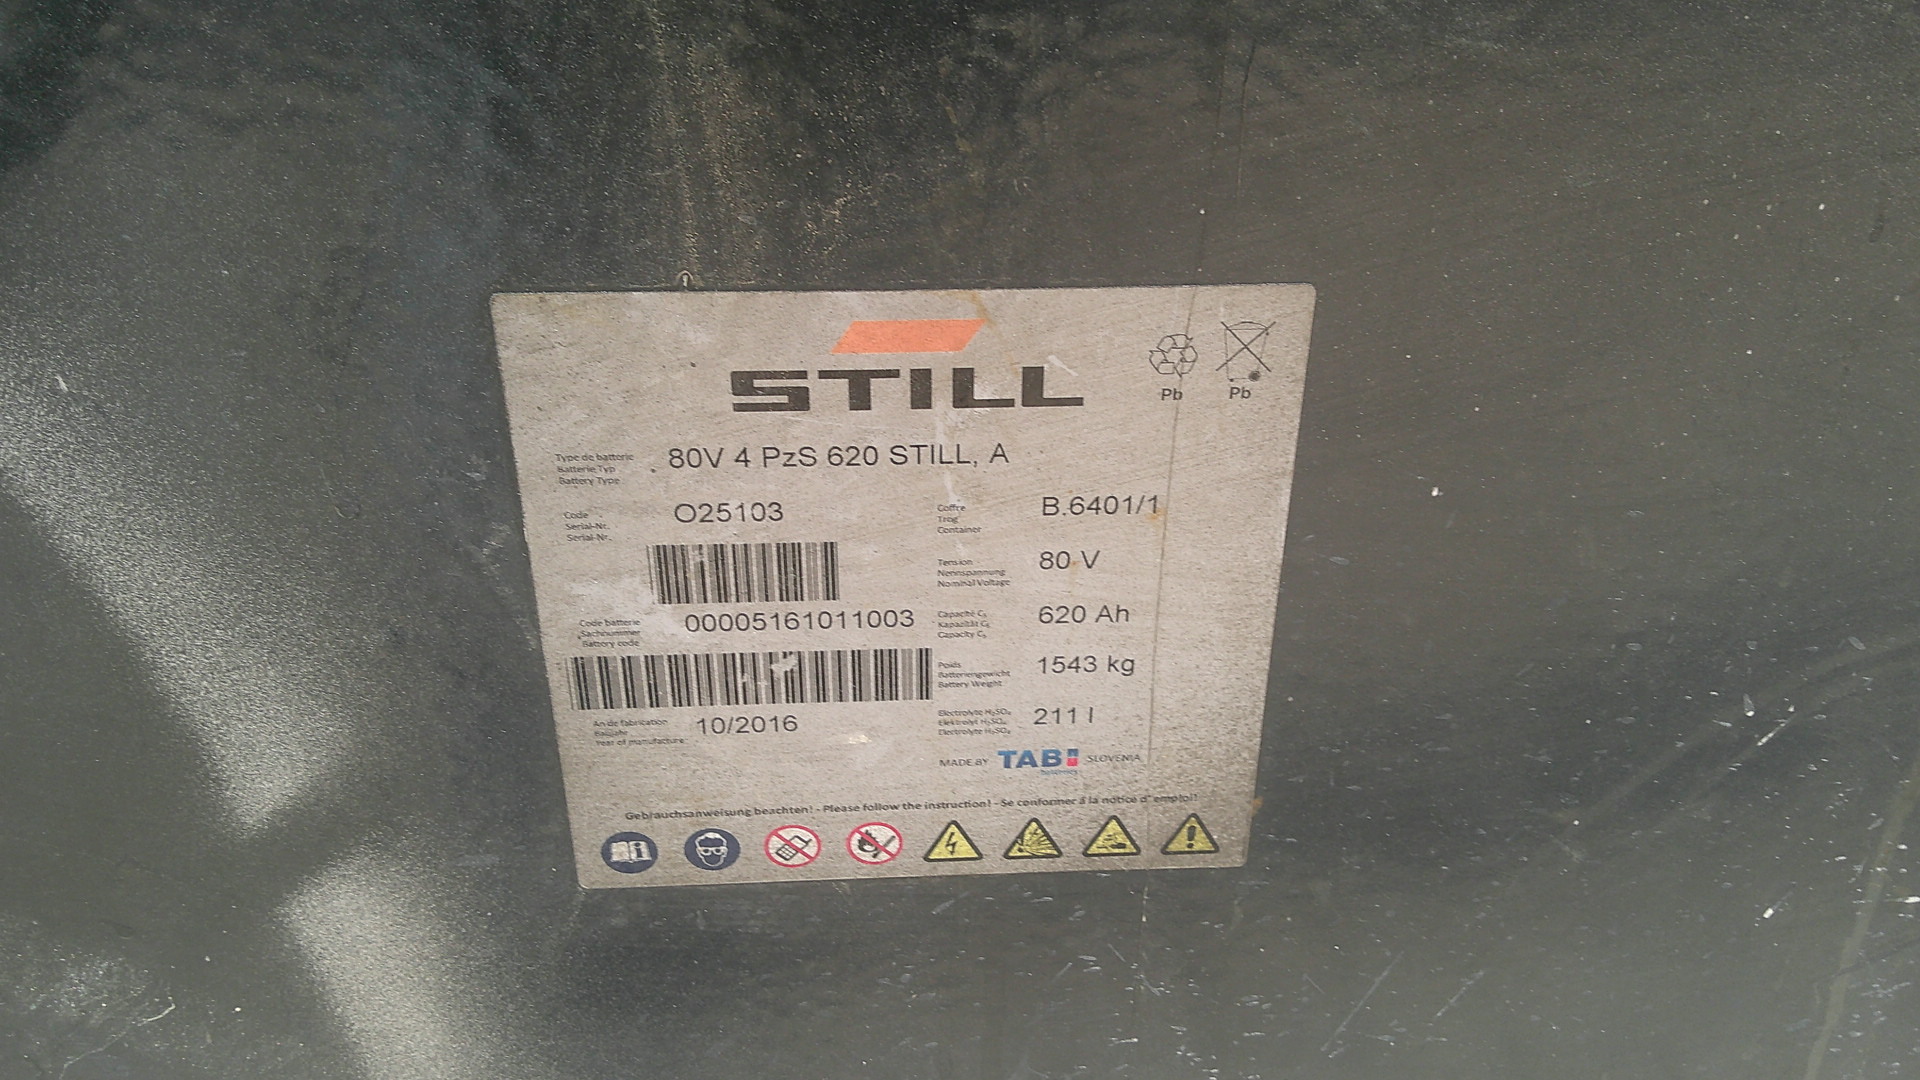 STILL
Pb Pb
Type de batterie
Batterie Typ
Battery Type
80V 4 PzS 620 STILL, A
Code
Serial-Nr.
Serial-Nr.
O25103
Coffre
Trog
Container
B.6401/1
Tension
Nennspannung
Nominal Voltage
80 V
Code batterie
Sachnummer
Battery code
00005161011003
Capacité C₅
Kapazität C₅
Capacity C₅
620 Ah
Poids
Batteriengewicht
Battery Weight
1543 kg
An de fabrication
Baujahr
Year of manufacture
10/2016
Electrolyte H₂SO₄
Elektrolyt H₂SO₄
Electrolyte H₂SO₄
211 l
MADE BY TAB SLOVENIA
Gebrauchsanweisung beachten! - Please follow the instruction! - Se conformer á la notice d' emploi!